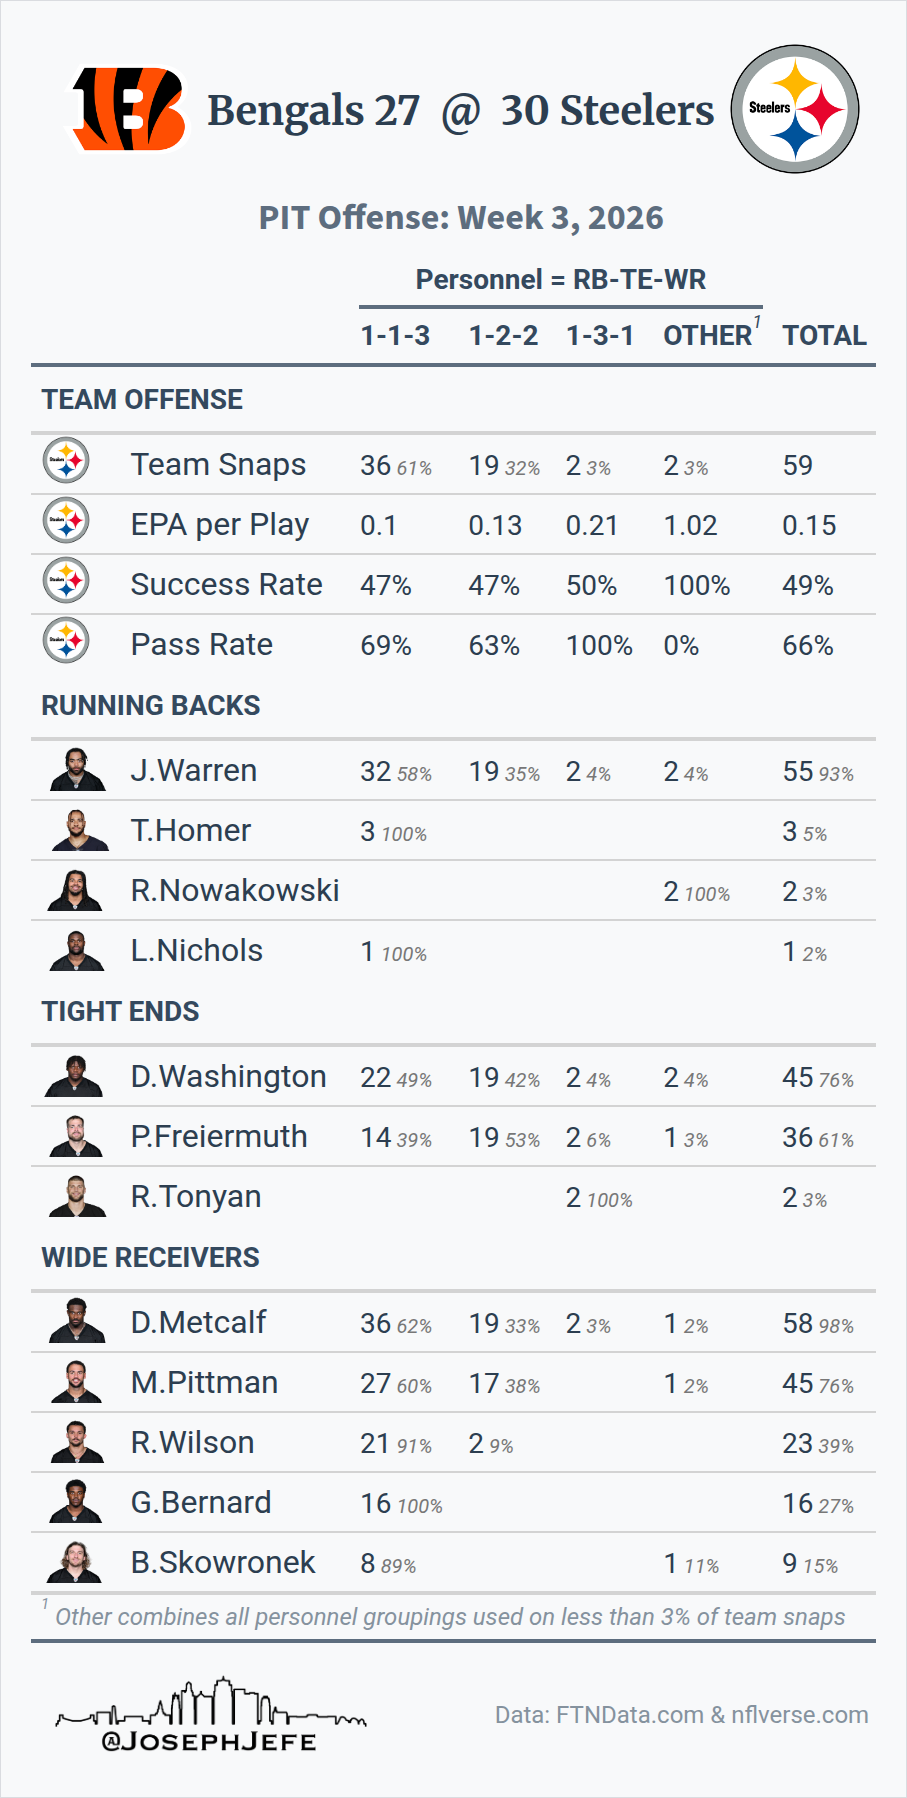 Bengals 27 @ 30 Steelers
Steelers
PIT Offense: Week 3, 2026
Personnel = RB-TE-WR
1-1-3 1-2-2 1-3-1 OTHER1 TOTAL
TEAM OFFENSE
Steelers Team Snaps 36 61% 19 32% 2 3% 2 3% 59
Steelers EPA per Play 0.1 0.13 0.21 1.02 0.15
Steelers Success Rate 47% 47% 50% 100% 49%
Steelers Pass Rate 69% 63% 100% 0% 66%
RUNNING BACKS
J.Warren 32 58% 19 35% 2 4% 2 4% 55 93%
T.Homer 3 100% 3 5%
R.Nowakowski 2 100% 2 3%
L.Nichols 1 100% 1 2%
TIGHT ENDS
D.Washington 22 49% 19 42% 2 4% 2 4% 45 76%
P.Freiermuth 14 39% 19 53% 2 6% 1 3% 36 61%
R.Tonyan 2 100% 2 3%
WIDE RECEIVERS
D.Metcalf 36 62% 19 33% 2 3% 1 2% 58 98%
M.Pittman 27 60% 17 38% 1 2% 45 76%
R.Wilson 21 91% 2 9% 23 39%
G.Bernard 16 100% 16 27%
B.Skowronek 8 89% 1 11% 9 15%
1 Other combines all personnel groupings used on less than 3% of team snaps
@JosephJefe
Data: FTNData.com & nflverse.com